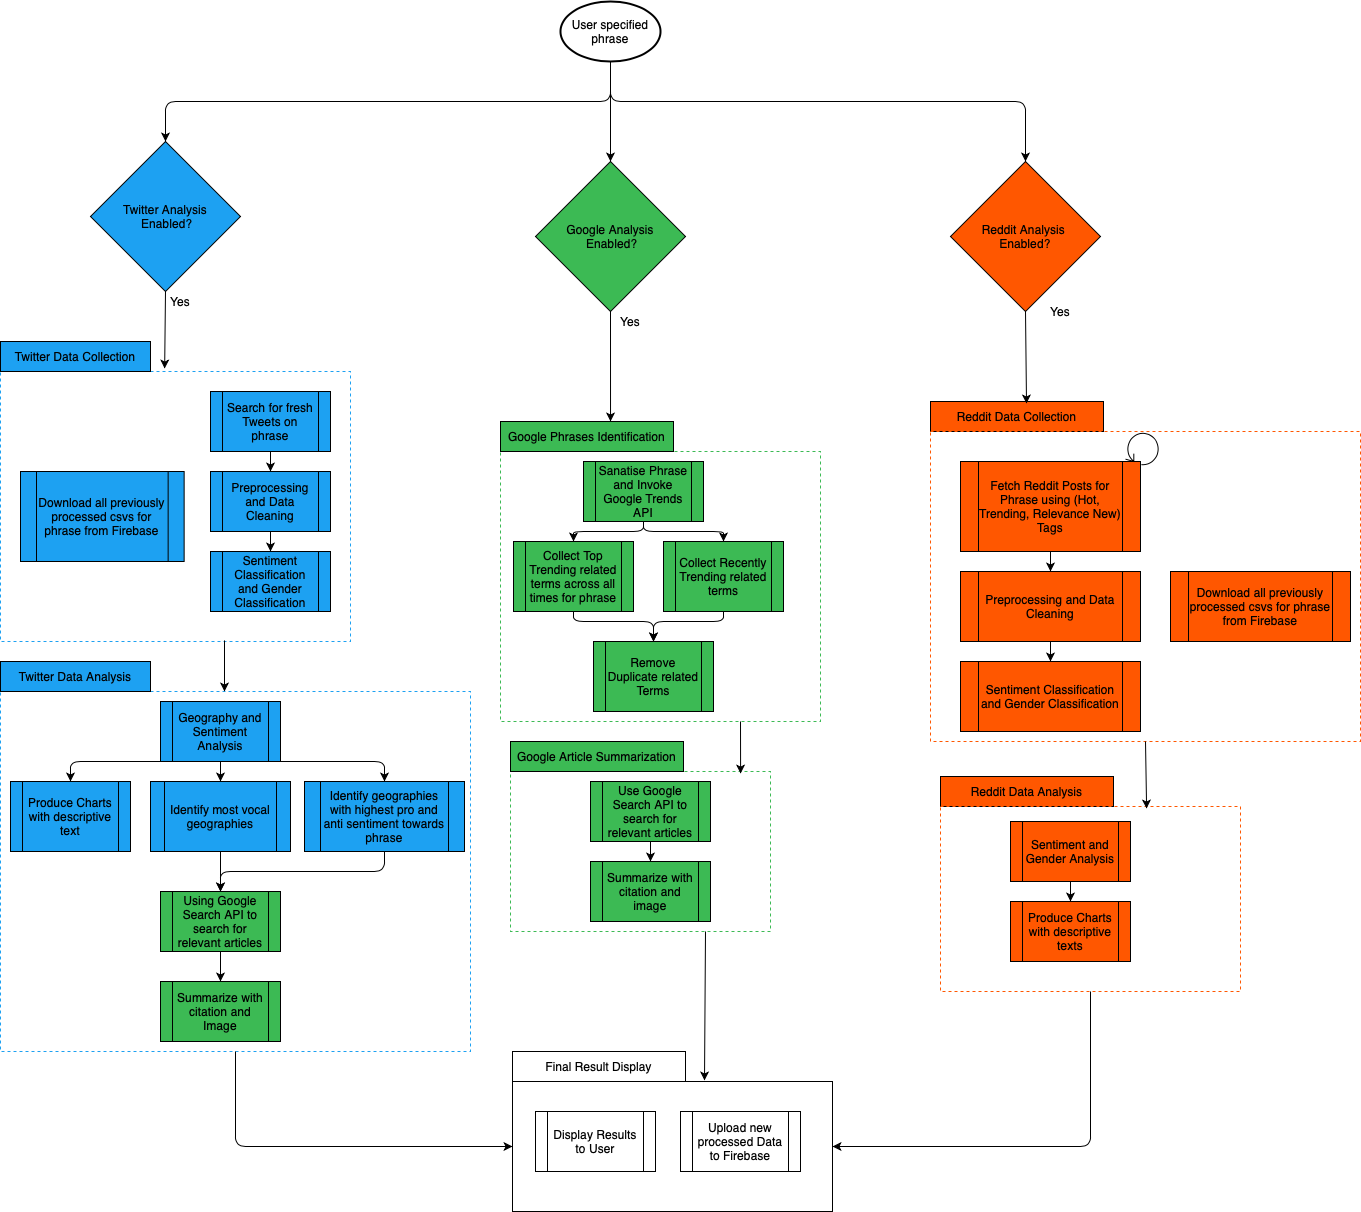 User specified
phrase
Twitter Analysis
Enabled?
Yes
Google Analysis
Enabled?
Yes
Reddit Analysis
Enabled?
Yes
Twitter Data Collection
Search for fresh
Tweets on
phrase
Download all previously
processed csvs for
phrase from Firebase
Preprocessing
and Data
Cleaning
Sentiment
Classification
and Gender
Classification
Twitter Data Analysis
Geography and
Sentiment
Analysis
Produce Charts
with descriptive
text
Identify most vocal
geographies
Identify geographies
with highest pro and
anti sentiment towards
phrase
Using Google
Search API to
search for
relevant articles
Summarize with
citation and
Image
Google Phrases Identification
Sanatise Phrase
and Invoke
Google Trends
API
Collect Top
Trending related
terms across all
times for phrase
Collect Recently
Trending related
terms
Remove
Duplicate related
Terms
Google Article Summarization
Use Google
Search API to
search for
relevant articles
Summarize with
citation and
image
Reddit Data Collection
Fetch Reddit Posts for
Phrase using (Hot,
Trending, Relevance New)
Tags
Preprocessing and Data
Cleaning
Download all previously
processed csvs for phrase
from Firebase
Sentiment Classification
and Gender Classification
Reddit Data Analysis
Sentiment and
Gender Analysis
Produce Charts
with descriptive
texts
Final Result Display
Display Results
to User
Upload new
processed Data
to Firebase